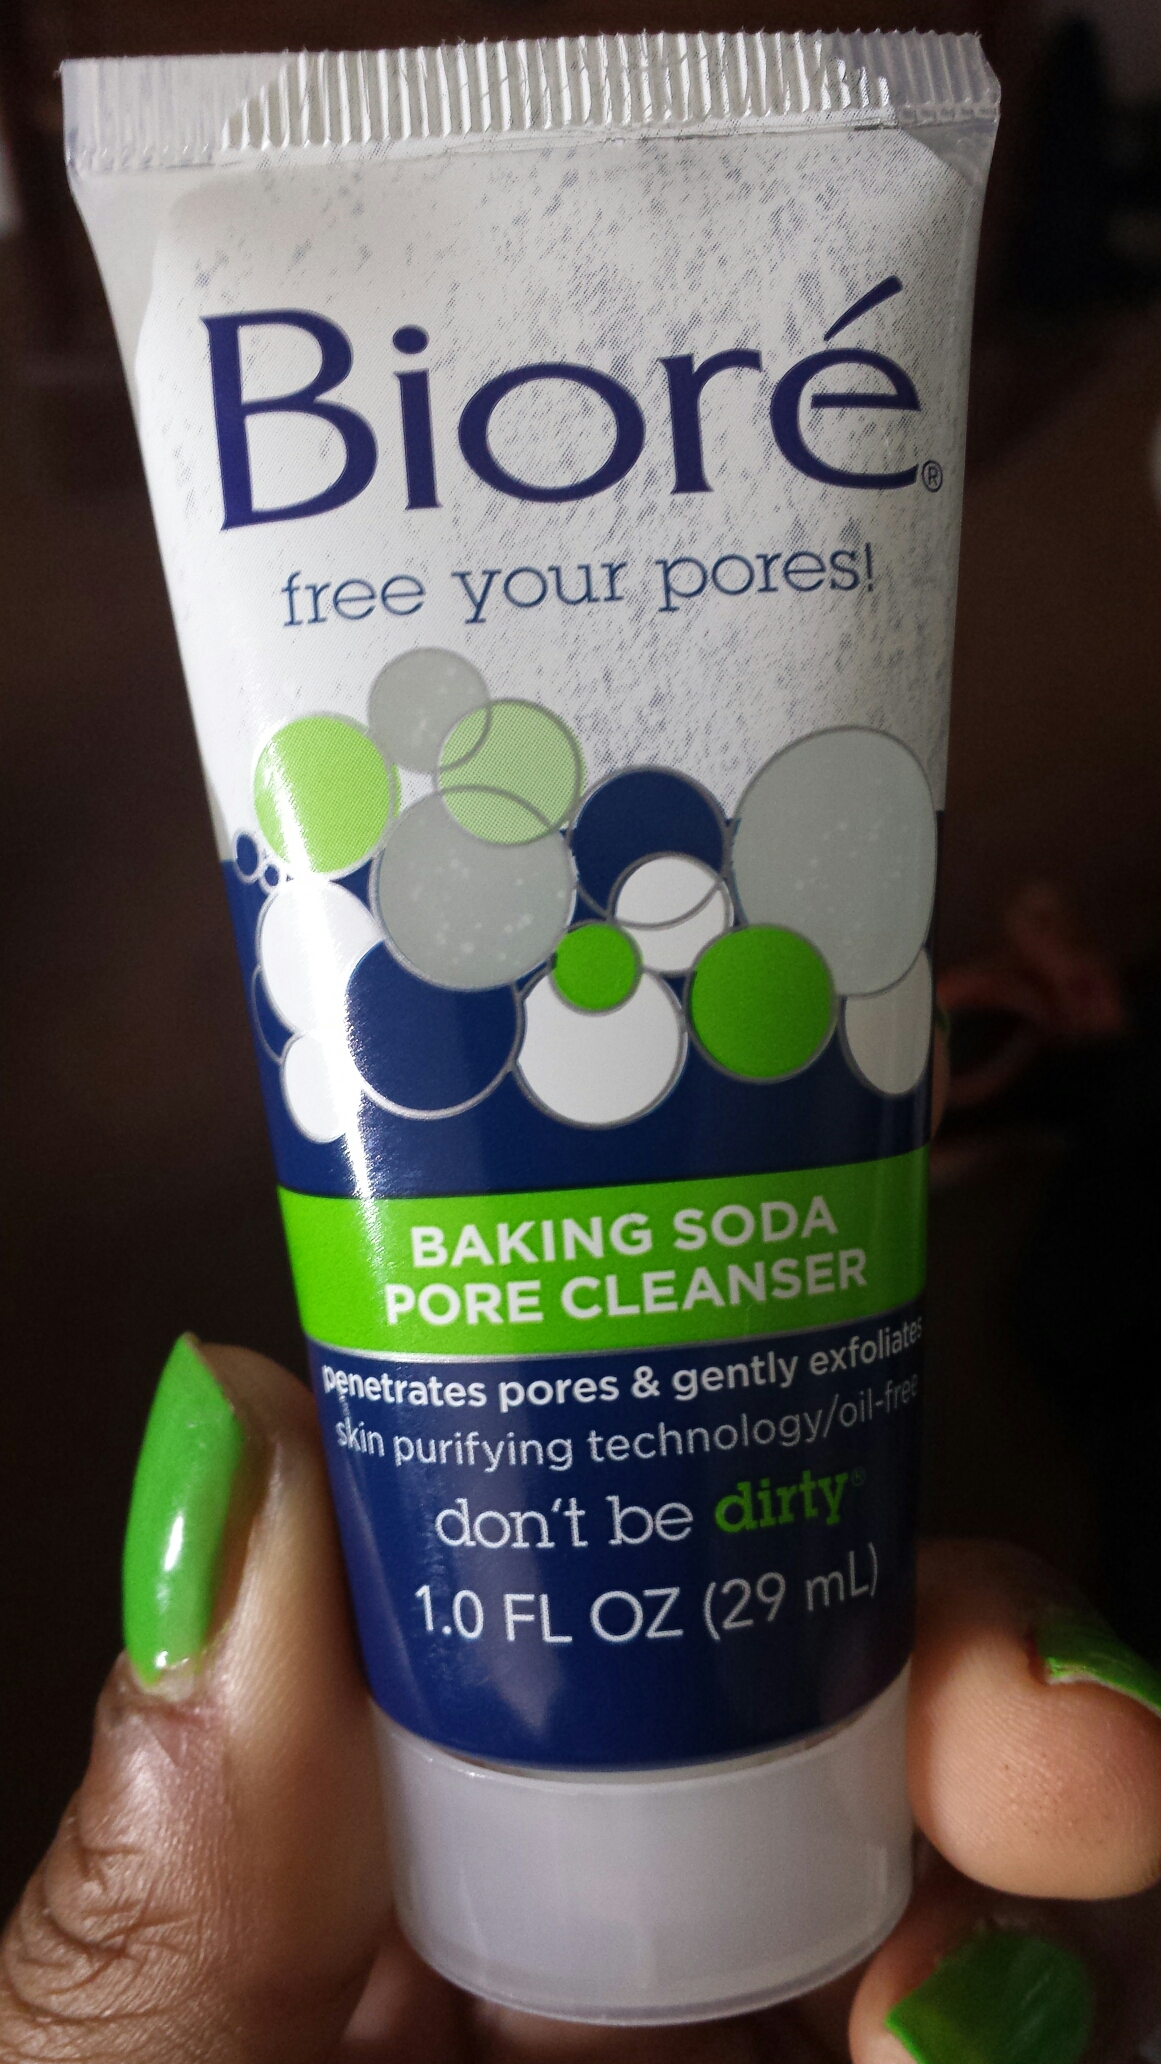 Bioré®
free your pores!
BAKING SODA
PORE CLEANSER
penetrates pores & gently exfoliates
skin purifying technology/oil-free
don't be dirty®
1.0 FL OZ (29 mL)